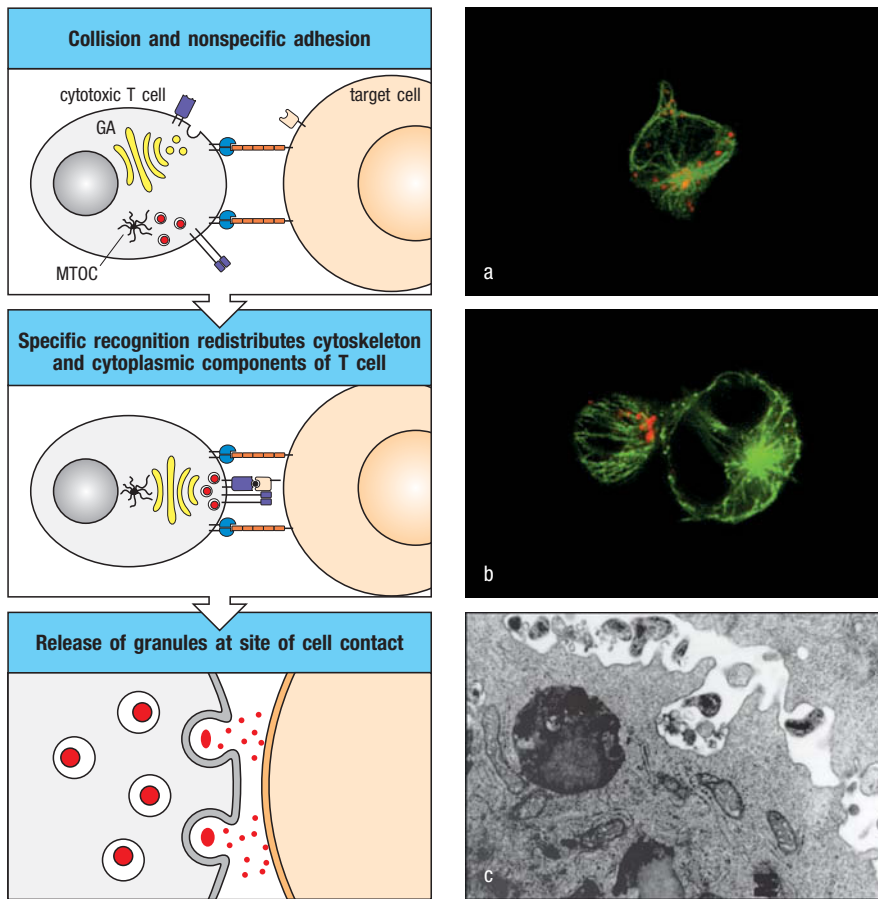 Collision and nonspecific adhesion
cytotoxic T cell
target cell
GA
MTOC
a
Specific recognition redistributes cytoskeleton
and cytoplasmic components of T cell
b
Release of granules at site of cell contact
c